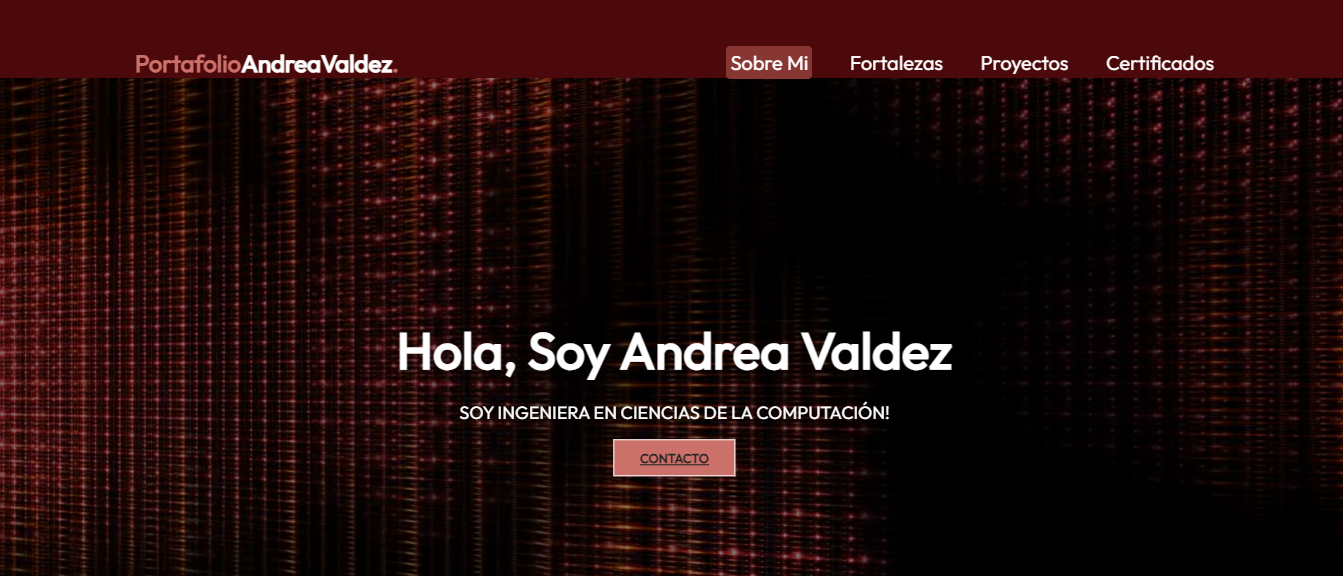 PortafolioAndreaValdez.
Sobre Mi Fortalezas Proyectos Certificados
Hola, Soy Andrea Valdez
SOY INGENIERA EN CIENCIAS DE LA COMPUTACIÓN!
CONTACTO